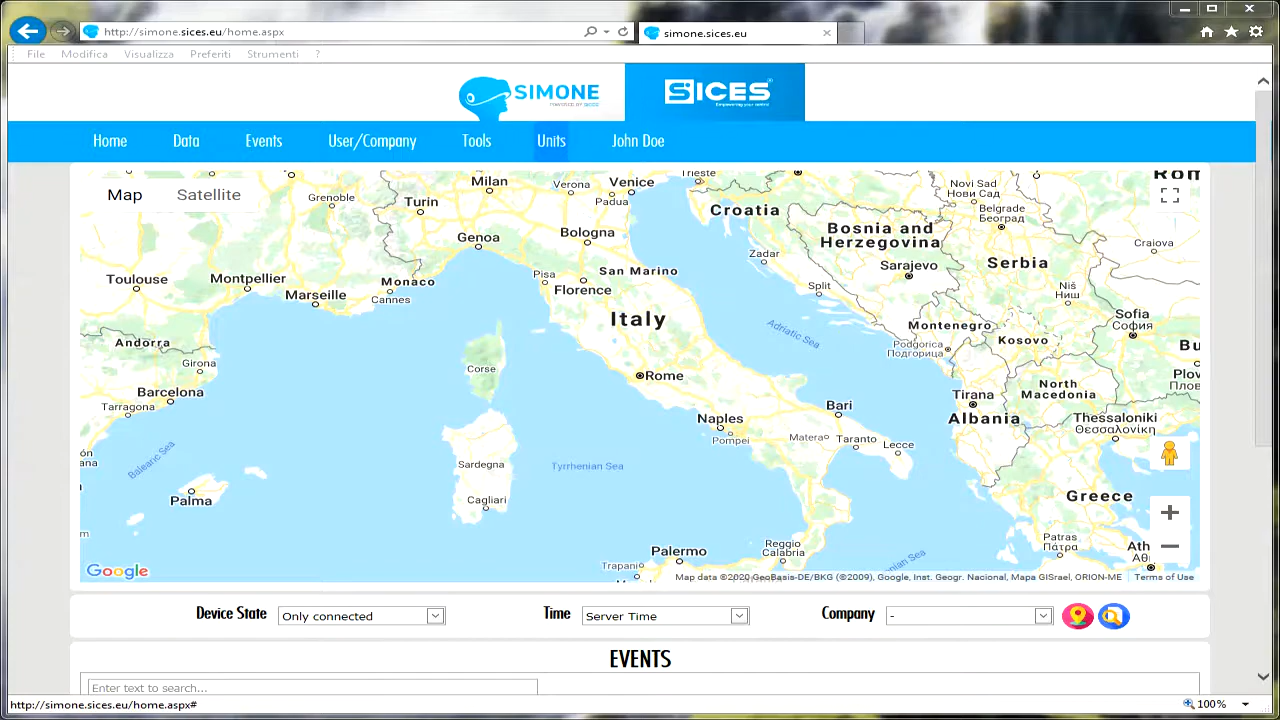 http://simone.sices.eu/home.aspx
simone.sices.eu
File Modifica Visualizza Preferiti Strumenti ?
SIMONE
SICES
Empowering your control
Home Data Events User/Company Tools Units John Doe
Map Satellite
Milan
Verona
Venice
Trieste
Padua
Grenoble
Turin
Croatia
Novi Sad
Нови Сад
Belgrade
Београд
Genoa
Bologna
Bosnia and
Herzegovina
Craiova
Zadar
Sarajevo
Serbia
Toulouse
Montpellier
Monaco
Cannes
Marseille
Pisa
San Marino
Florence
Split
Niš
Ниш
Italy
Adriatic Sea
Montenegro
Podgorica
Подгорица
Kosovo
Sofia
София
Andorra
Girona
Corse
Barcelona
Tarragona
Rome
Tirana
North
Macedonia
Albania
Naples
Pompei
Bari
Matera
Taranto
Lecce
Thessaloniki
Θεσσαλονίκη
Balearic Sea
Sardegna
Tyrrhenian Sea
Palma
Cagliari
Greece
Palermo
Trapani
Reggio
Calabria
Patras
Πάτρα
Google
Map data ©2020 GeoBasis-DE/BKG (©2009), Google, Inst. Geogr. Nacional, Mapa GISrael, ORION-ME Terms of Use
Device State Only connected Time Server Time Company -
EVENTS
Enter text to search...
http://simone.sices.eu/home.aspx#
100%